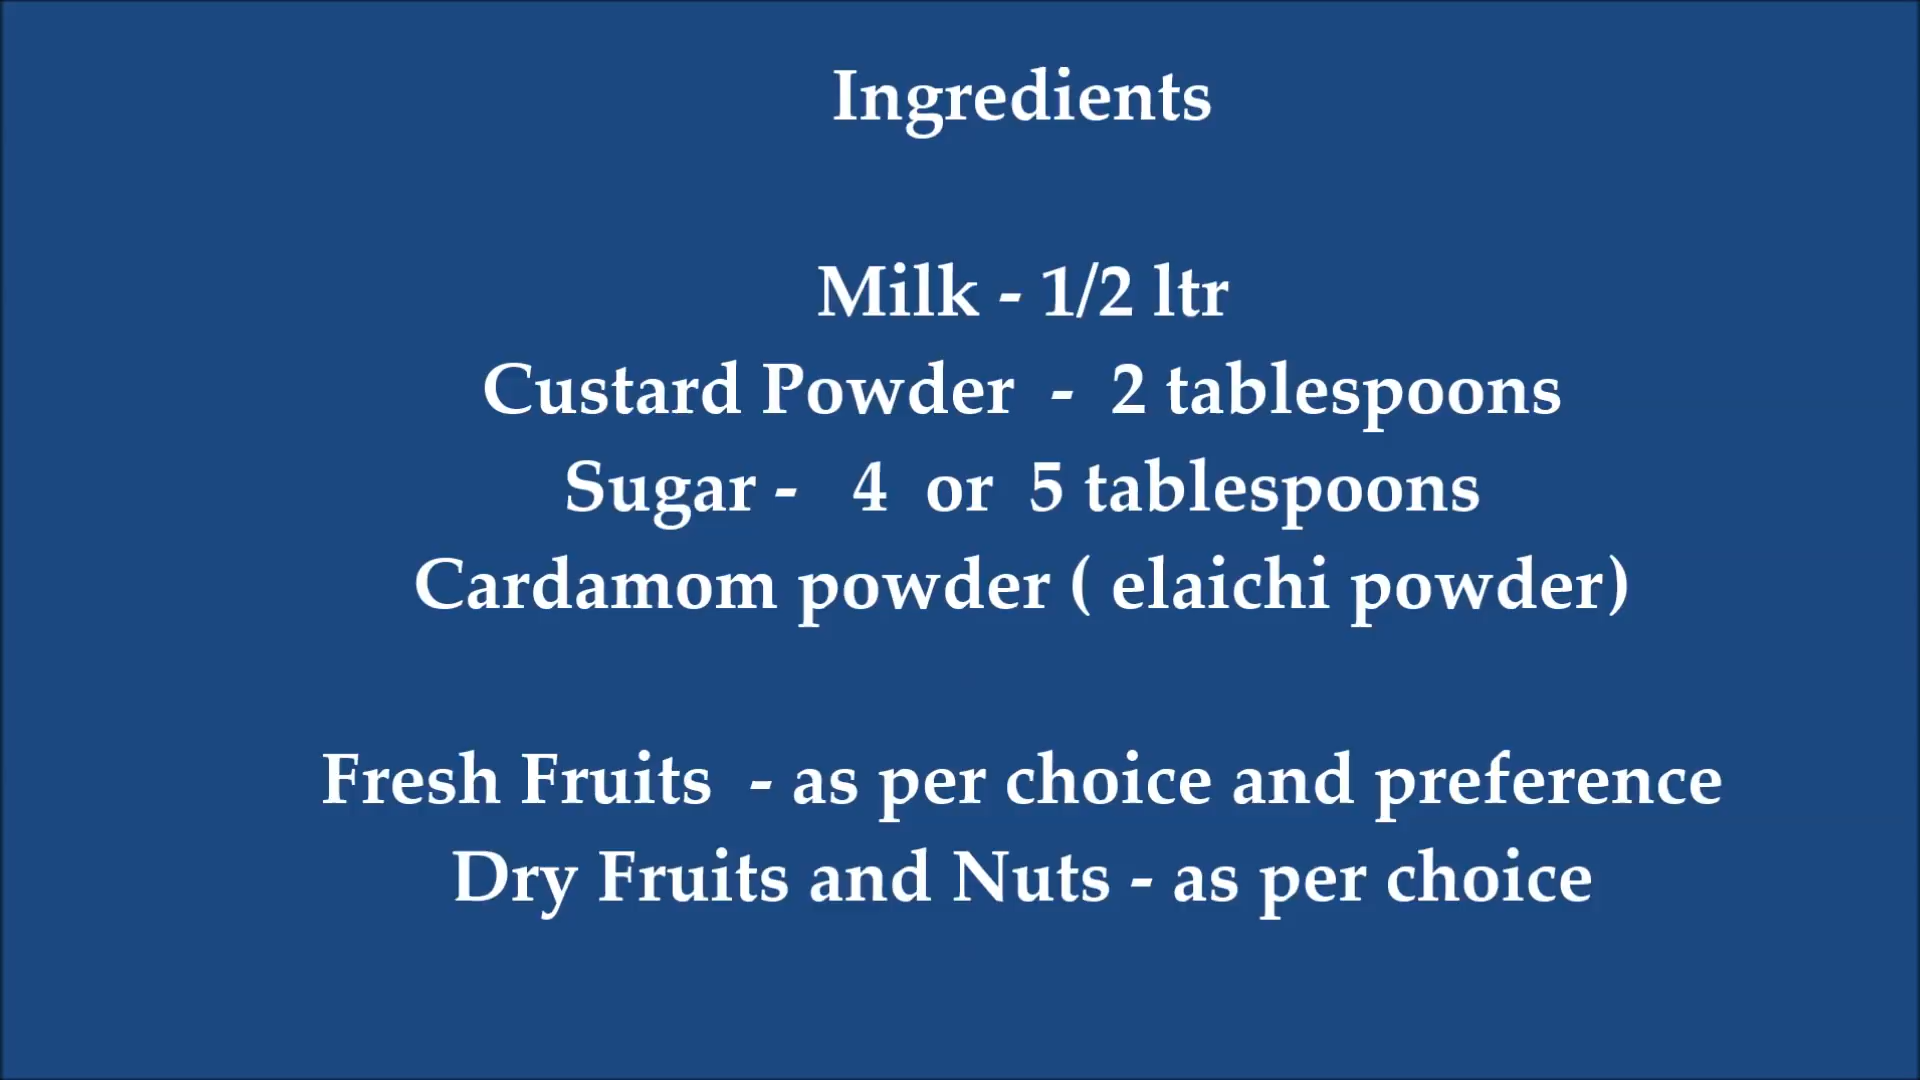 Ingredients
Milk - 1/2 ltr
Custard Powder - 2 tablespoons
Sugar - 4 or 5 tablespoons
Cardamom powder ( elaichi powder)
Fresh Fruits - as per choice and preference
Dry Fruits and Nuts - as per choice